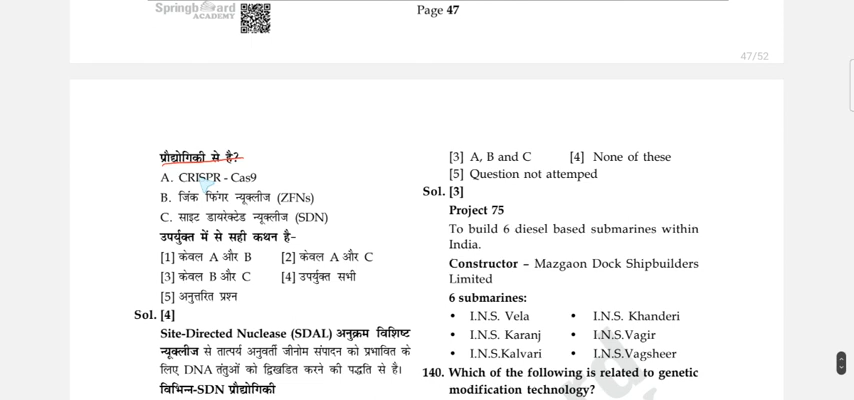 Springboard
ACADEMY
Page 47
47/52
प्रौद्योगिकी से है?
A. CRISPR - Cas9
B. जिंक फिंगर न्यूक्लीज (ZFNs)
C. साइट डायरेक्टेड न्यूक्लीज (SDN)
उपर्युक्त में से सही कथन है-
[1] केवल A और B [2] केवल A और C
[3] केवल B और C [4] उपर्युक्त सभी
[5] अनुत्तरित प्रश्न
Sol. [4]
Site-Directed Nuclease (SDAL) अनुक्रम विशिष्ट
न्यूक्लीज से तात्पर्य अनुवर्ती जीनोम संपादन को प्रभावित के
लिए DNA तंतुओं को द्विखंडित करने की पद्धति से है।
विभिन्न-SDN प्रौद्योगिकी
[3] A, B and C [4] None of these
[5] Question not attemped
Sol. [3]
Project 75
To build 6 diesel based submarines within
India.
Constructor – Mazgaon Dock Shipbuilders
Limited
6 submarines:
• I.N.S. Vela • I.N.S. Khanderi
• I.N.S. Karanj • I.N.S.Vagir
• I.N.S.Kalvari • I.N.S.Vagsheer
140. Which of the following is related to genetic
modification technology?